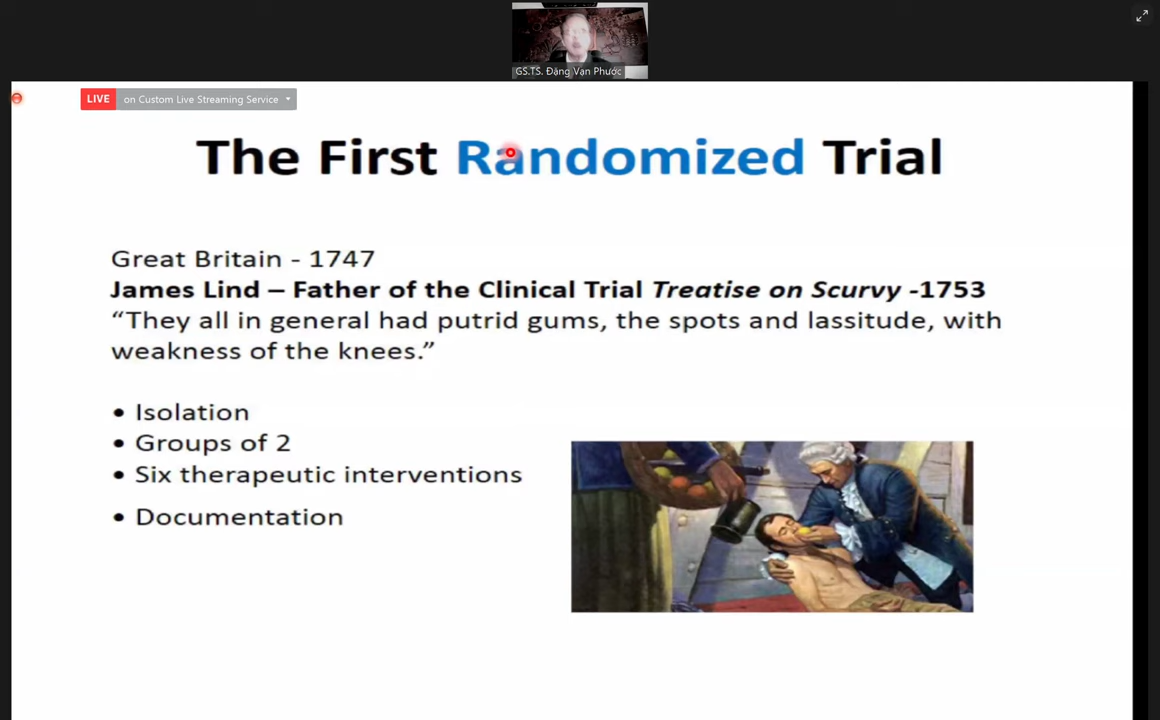 GS.TS. Đặng Vạn Phước
LIVE on Custom Live Streaming Service
The First Randomized Trial
Great Britain - 1747
James Lind – Father of the Clinical Trial Treatise on Scurvy -1753
“They all in general had putrid gums, the spots and lassitude, with
weakness of the knees.”
• Isolation
• Groups of 2
• Six therapeutic interventions
• Documentation